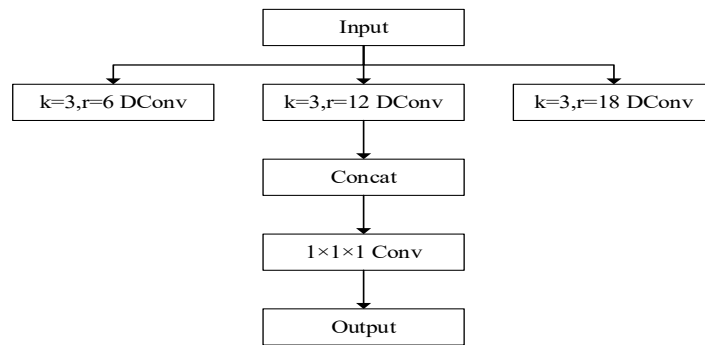 Input
k=3,r=6 DConv
k=3,r=12 DConv
k=3,r=18 DConv
Concat
1×1×1 Conv
Output